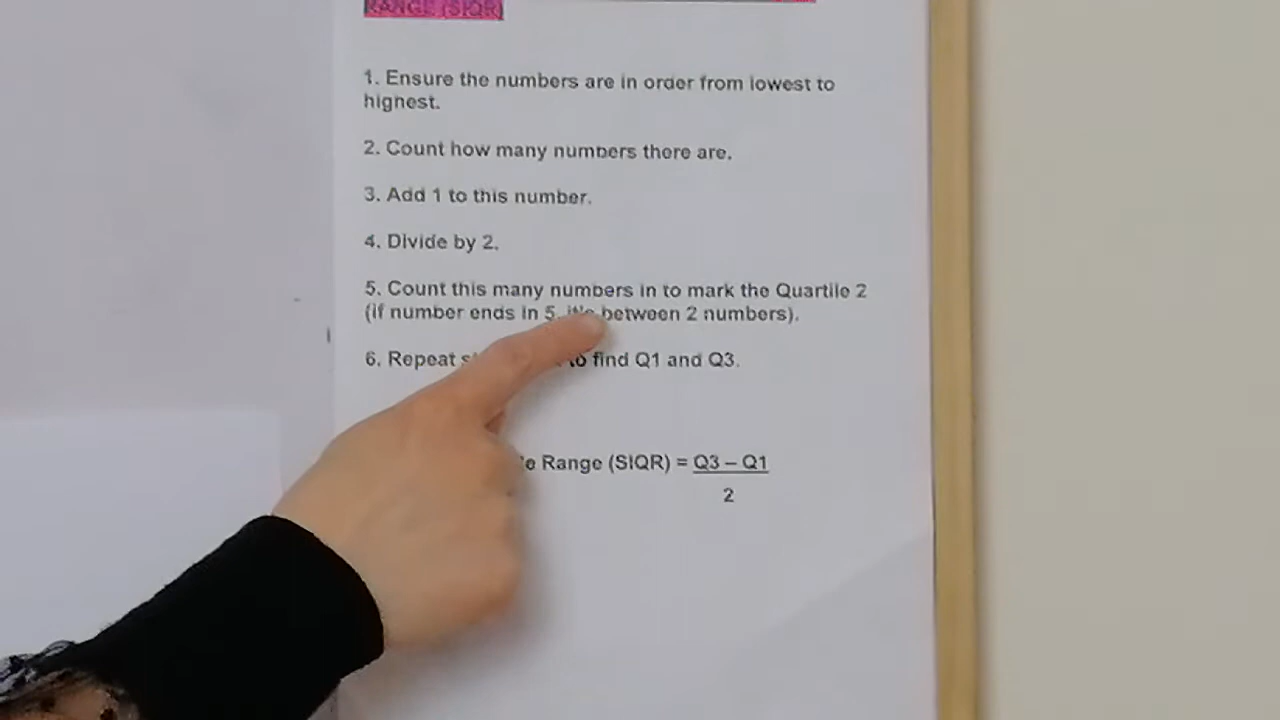 RANGE (SIQR)
1. Ensure the numbers are in order from lowest to
highest.
2. Count how many numbers there are.
3. Add 1 to this number.
4. Divide by 2.
5. Count this many numbers in to mark the Quartile 2
(if number ends in 5, it's between 2 numbers).
6. Repeat to find Q1 and Q3.
Range (SIQR) = Q3 – Q1
2